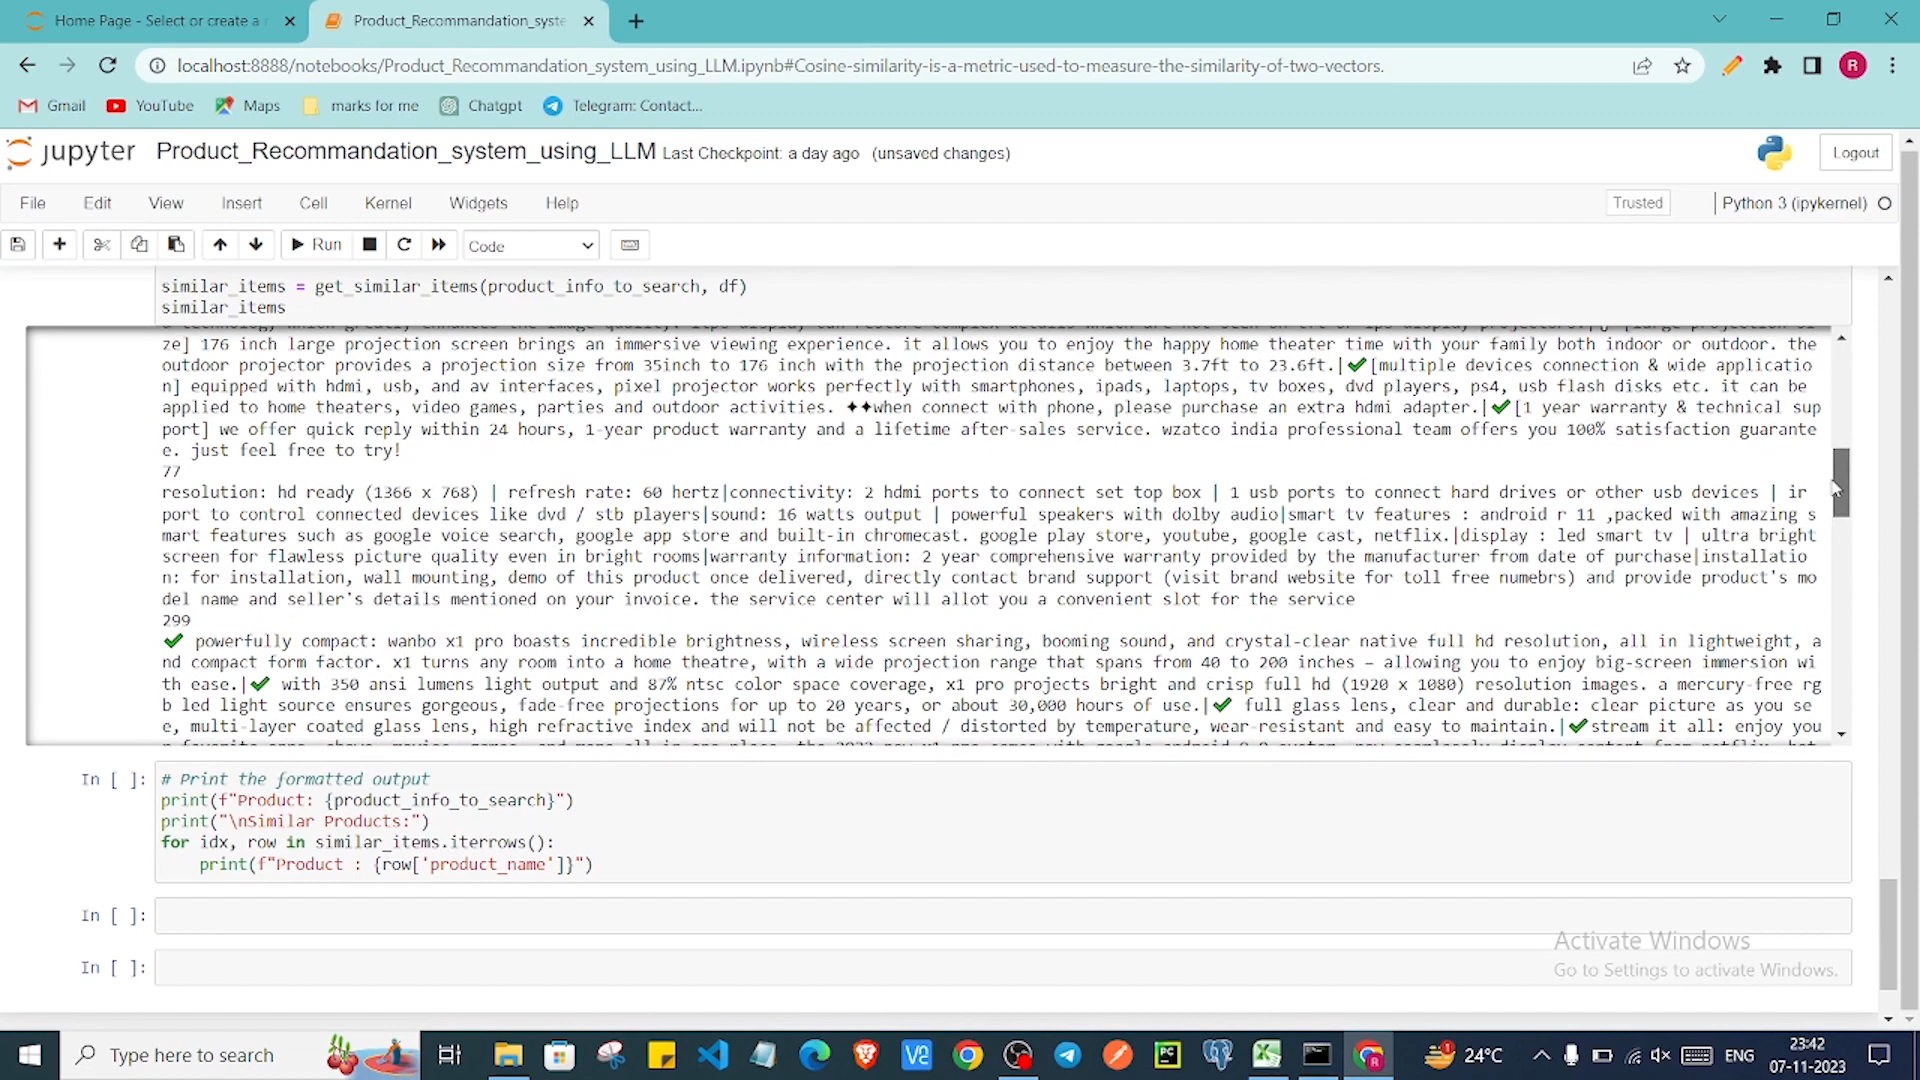 Home Page - Select or create a
Product_Recommandation_syste
localhost:8888/notebooks/Product_Recommandation_system_using_LLM.ipynb#Cosine-similarity-is-a-metric-used-to-measure-the-similarity-of-two-vectors.
R
Gmail YouTube Maps marks for me Chatgpt Telegram: Contact...
jupyter Product_Recommandation_system_using_LLM Last Checkpoint: a day ago (unsaved changes)
Logout
File Edit View Insert Cell Kernel Widgets Help
Trusted Python 3 (ipykernel)
Run Code
similar_items = get_similar_items(product_info_to_search, df)
similar_items
ze] 176 inch large projection screen brings an immersive viewing experience. it allows you to enjoy the happy home theater time with your family both indoor or outdoor. the
outdoor projector provides a projection size from 35inch to 176 inch with the projection distance between 3.7ft to 23.6ft.|✔[multiple devices connection & wide applicatio
n] equipped with hdmi, usb, and av interfaces, pixel projector works perfectly with smartphones, ipads, laptops, tv boxes, dvd players, ps4, usb flash disks etc. it can be
applied to home theaters, video games, parties and outdoor activities. ✦✦when connect with phone, please purchase an extra hdmi adapter.|✔[1 year warranty & technical sup
port] we offer quick reply within 24 hours, 1-year product warranty and a lifetime after-sales service. wzatco india professional team offers you 100% satisfaction guarante
e. just feel free to try!
77
resolution: hd ready (1366 x 768) | refresh rate: 60 hertz|connectivity: 2 hdmi ports to connect set top box | 1 usb ports to connect hard drives or other usb devices | ir
port to control connected devices like dvd / stb players|sound: 16 watts output | powerful speakers with dolby audio|smart tv features : android r 11 ,packed with amazing s
mart features such as google voice search, google app store and built-in chromecast. google play store, youtube, google cast, netflix.|display : led smart tv | ultra bright
screen for flawless picture quality even in bright rooms|warranty information: 2 year comprehensive warranty provided by the manufacturer from date of purchase|installatio
n: for installation, wall mounting, demo of this product once delivered, directly contact brand support (visit brand website for toll free numebrs) and provide product's mo
del name and seller's details mentioned on your invoice. the service center will allot you a convenient slot for the service
299
✔ powerfully compact: wanbo x1 pro boasts incredible brightness, wireless screen sharing, booming sound, and crystal-clear native full hd resolution, all in lightweight, a
nd compact form factor. x1 turns any room into a home theatre, with a wide projection range that spans from 40 to 200 inches – allowing you to enjoy big-screen immersion wi
th ease.|✔ with 350 ansi lumens light output and 87% ntsc color space coverage, x1 pro projects bright and crisp full hd (1920 x 1080) resolution images. a mercury-free rg
b led light source ensures gorgeous, fade-free projections for up to 20 years, or about 30,000 hours of use.|✔ full glass lens, clear and durable: clear picture as you se
e, multi-layer coated glass lens, high refractive index and will not be affected / distorted by temperature, wear-resistant and easy to maintain.|✔stream it all: enjoy you
In [ ]: # Print the formatted output
print(f"Product: {product_info_to_search}")
print("\nSimilar Products:")
for idx, row in similar_items.iterrows():
print(f"Product : {row['product_name']}")
In [ ]:
In [ ]:
Activate Windows
Go to Settings to activate Windows.
Type here to search
24°C
ENG
23:42
07-11-2023